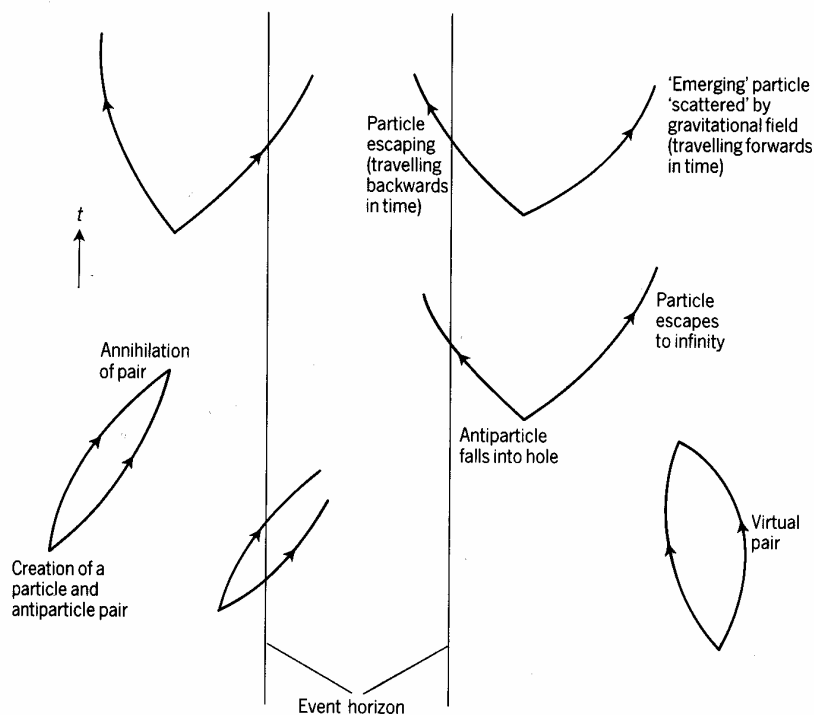 'Emerging' particle
'scattered' by
gravitational field
(travelling forwards
in time)
Particle
escaping
(travelling
backwards
in time)
t
Particle
escapes
to infinity
Annihilation
of pair
Antiparticle
falls into hole
Virtual
pair
Creation of a
particle and
antiparticle pair
Event horizon